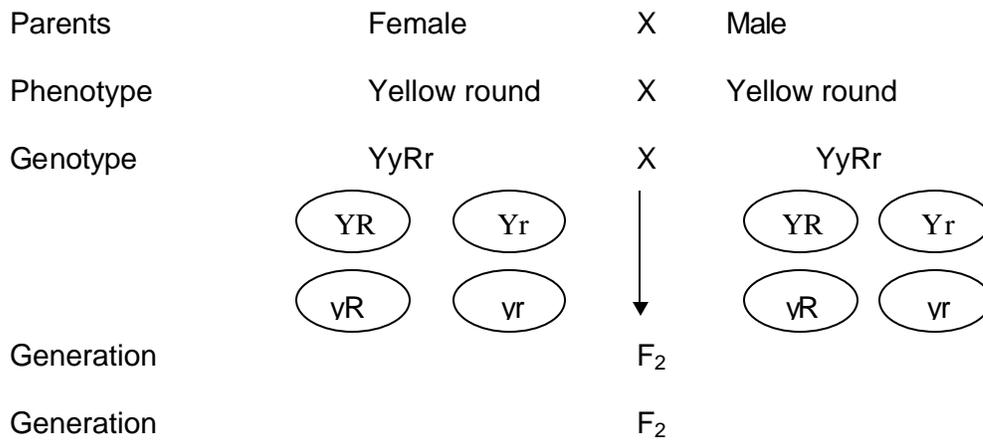 Parents Female X Male
Phenotype Yellow round X Yellow round
Genotype YyRr X YyRr
YR Yr YR Yr
yR yr yR yr
Generation F₂
Generation F₂